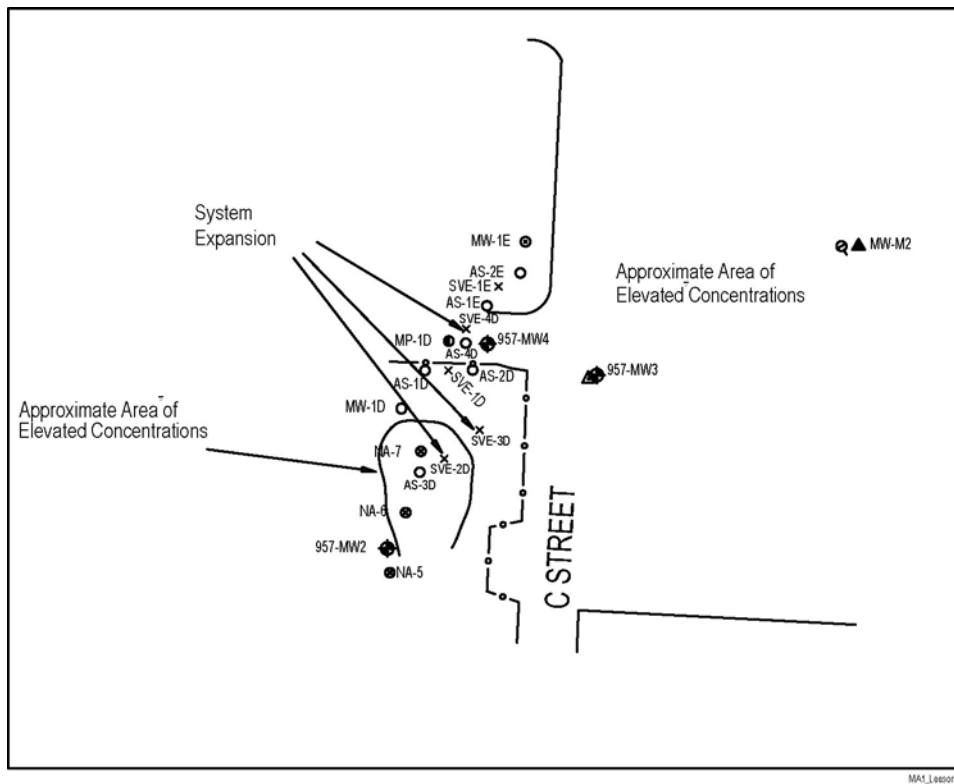 System
Expansion
MW-1E
AS-2E
SVE-1E
AS-1E
SVE-4D
MW-M2
Approximate Area of
Elevated Concentrations
MP-1D
AS-4D
957-MW4
AS-1D
SVE-1D
AS-2D
957-MW3
MW-1D
Approximate Area of
Elevated Concentrations
NA-7
SVE-3D
SVE-2D
AS-3D
NA-6
957-MW2
NA-5
C STREET
MA1_Leeson